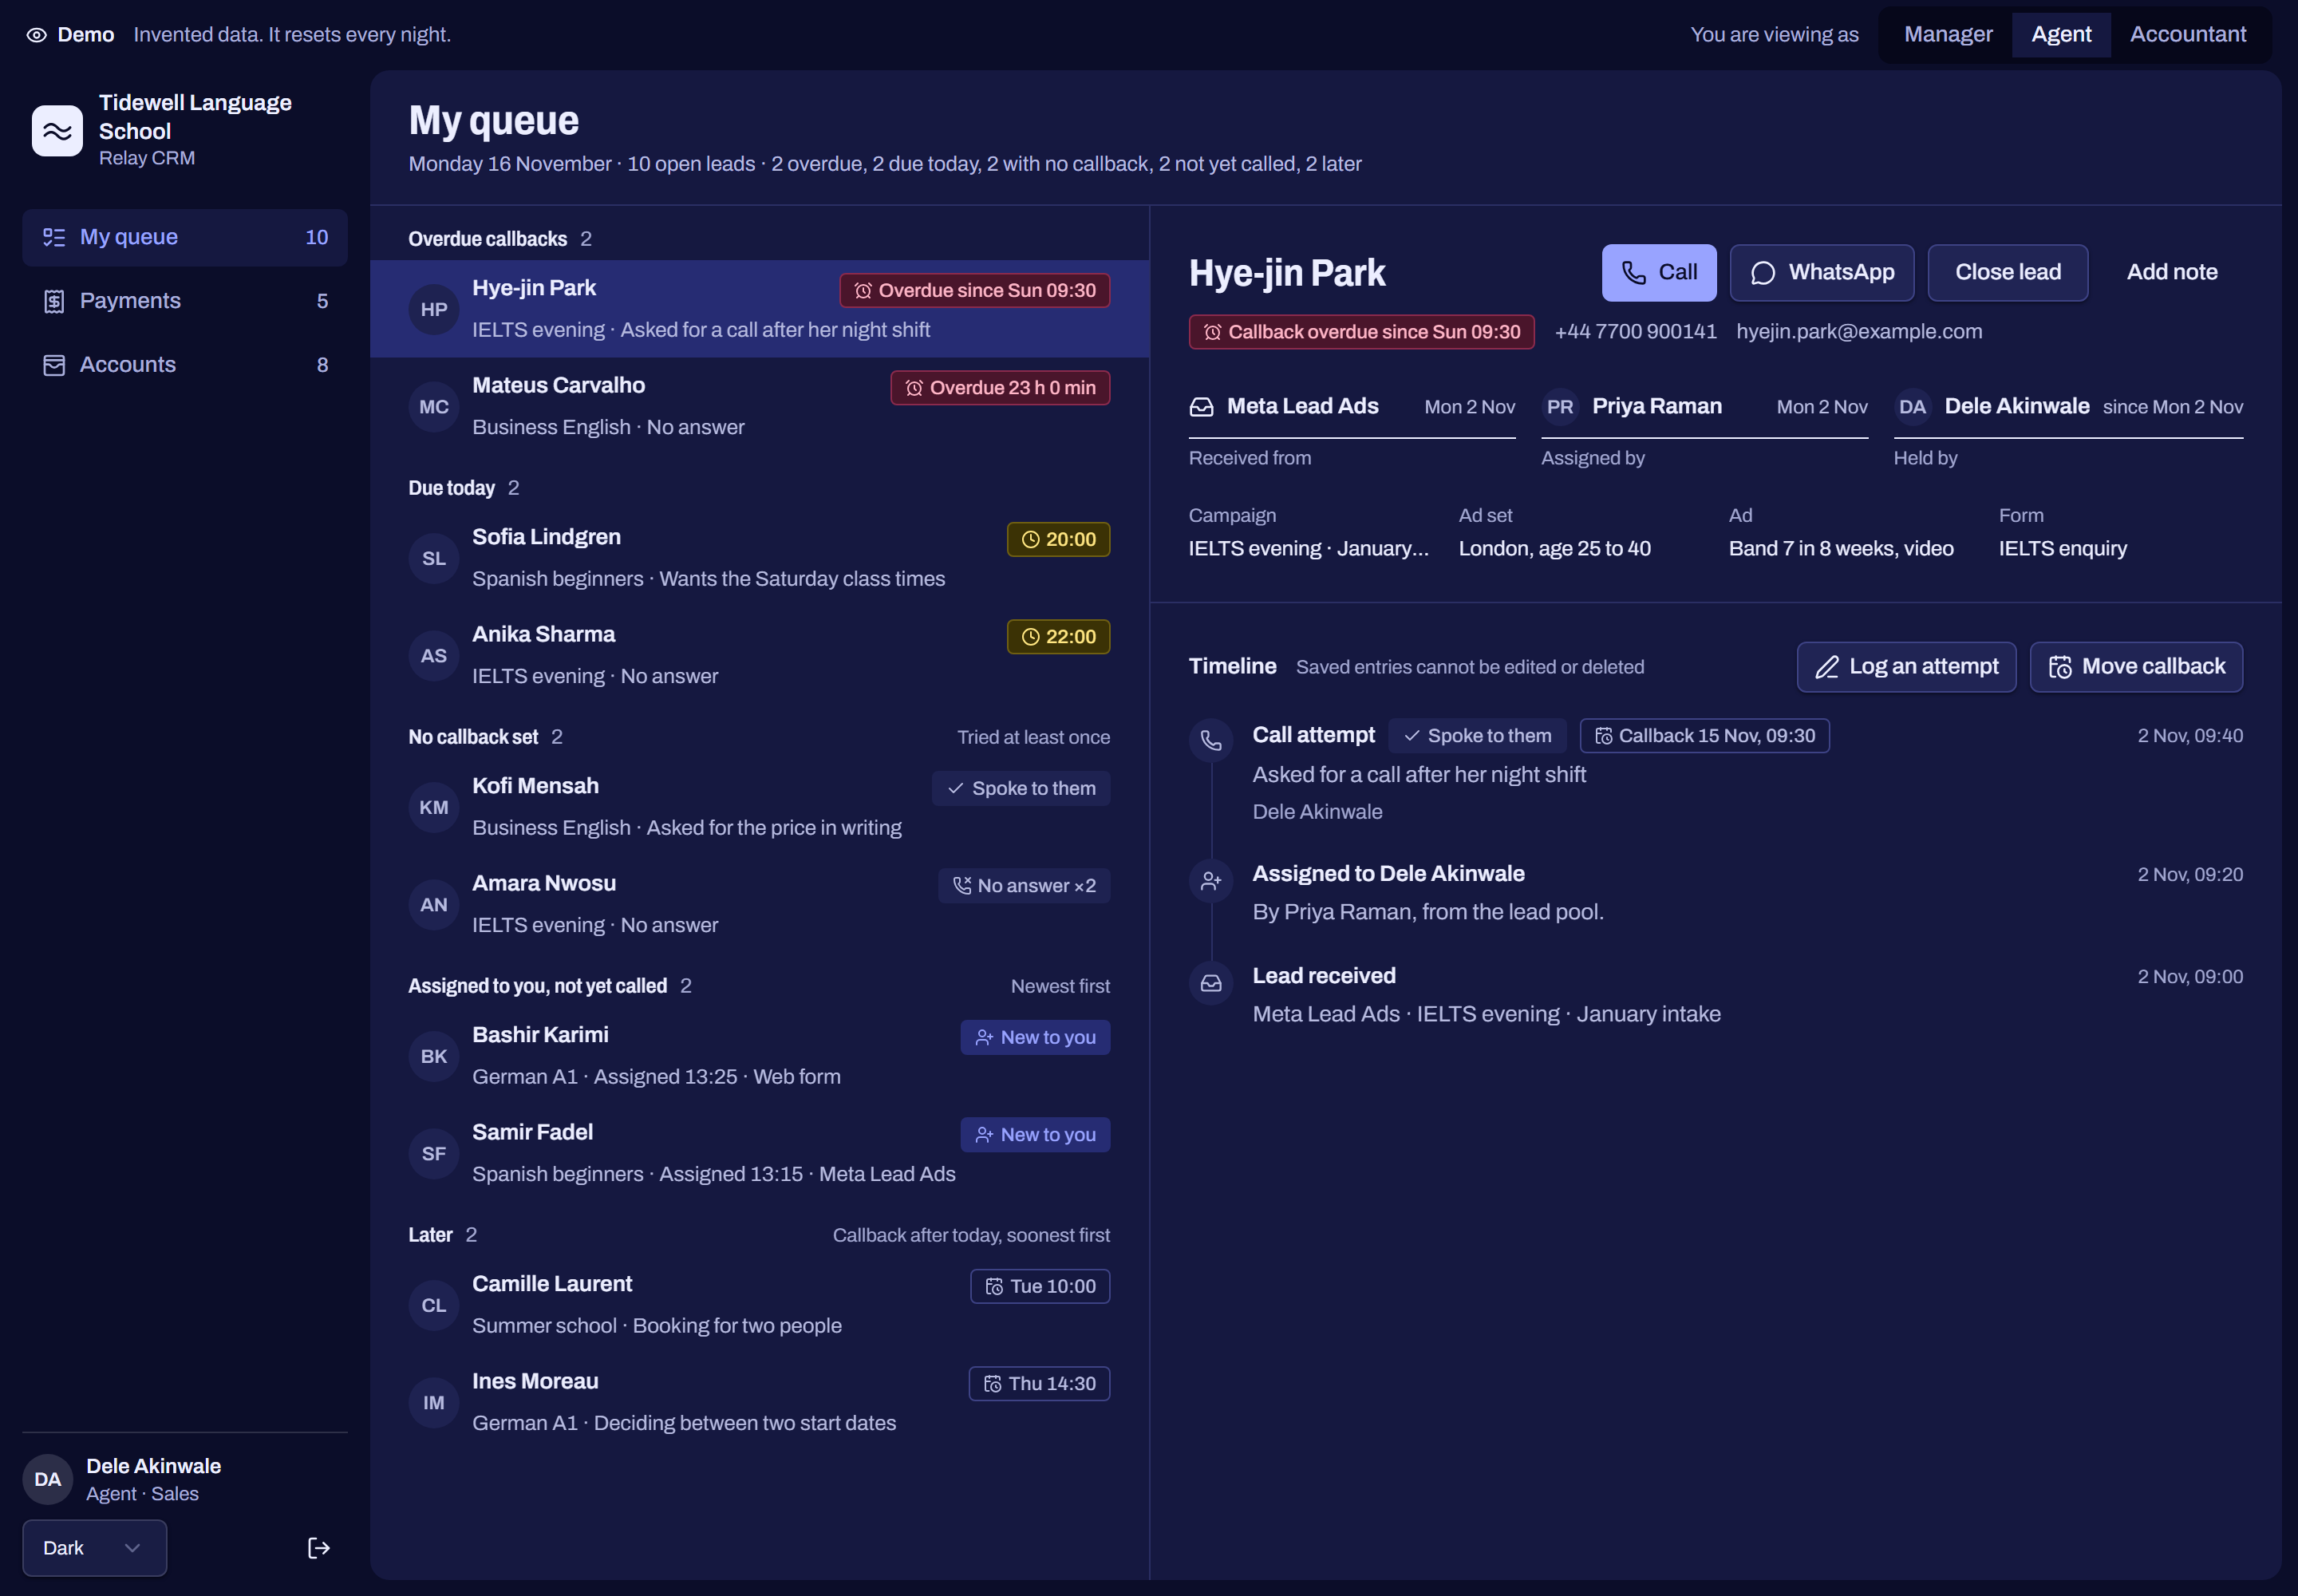 Demo Invented data. It resets every night.
You are viewing as Manager Agent Accountant
Tidewell Language School
Relay CRM
My queue 10
Payments 5
Accounts 8
My queue
Monday 16 November · 10 open leads · 2 overdue, 2 due today, 2 with no callback, 2 not yet called, 2 later
Overdue callbacks 2
HP Hye-jin Park Overdue since Sun 09:30
IELTS evening · Asked for a call after her night shift
MC Mateus Carvalho Overdue 23 h 0 min
Business English · No answer
Due today 2
SL Sofia Lindgren 20:00
Spanish beginners · Wants the Saturday class times
AS Anika Sharma 22:00
IELTS evening · No answer
No callback set 2 Tried at least once
KM Kofi Mensah Spoke to them
Business English · Asked for the price in writing
AN Amara Nwosu No answer ×2
IELTS evening · No answer
Assigned to you, not yet called 2 Newest first
BK Bashir Karimi New to you
German A1 · Assigned 13:25 · Web form
SF Samir Fadel New to you
Spanish beginners · Assigned 13:15 · Meta Lead Ads
Later 2 Callback after today, soonest first
CL Camille Laurent Tue 10:00
Summer school · Booking for two people
IM Ines Moreau Thu 14:30
German A1 · Deciding between two start dates
Hye-jin Park Call WhatsApp Close lead Add note
Callback overdue since Sun 09:30 +44 7700 900141 hyejin.park@example.com
Meta Lead Ads Mon 2 Nov PR Priya Raman Mon 2 Nov DA Dele Akinwale since Mon 2 Nov
Received from Assigned by Held by
Campaign Ad set Ad Form
IELTS evening · January... London, age 25 to 40 Band 7 in 8 weeks, video IELTS enquiry
Timeline Saved entries cannot be edited or deleted Log an attempt Move callback
Call attempt Spoke to them Callback 15 Nov, 09:30 2 Nov, 09:40
Asked for a call after her night shift
Dele Akinwale
Assigned to Dele Akinwale 2 Nov, 09:20
By Priya Raman, from the lead pool.
Lead received 2 Nov, 09:00
Meta Lead Ads · IELTS evening · January intake
DA Dele Akinwale
Agent · Sales
Dark